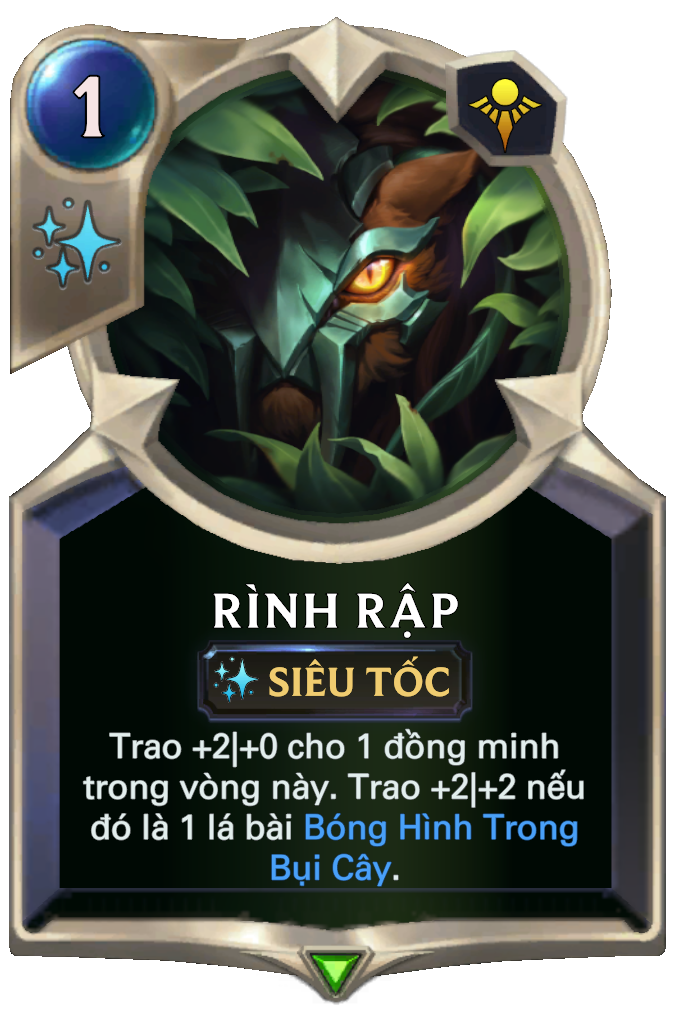 1
RÌNH RẬP
SIÊU TỐC
Trao +2|+0 cho 1 đồng minh
trong vòng này. Trao +2|+2 nếu
đó là 1 lá bài Bóng Hình Trong
Bụi Cây.